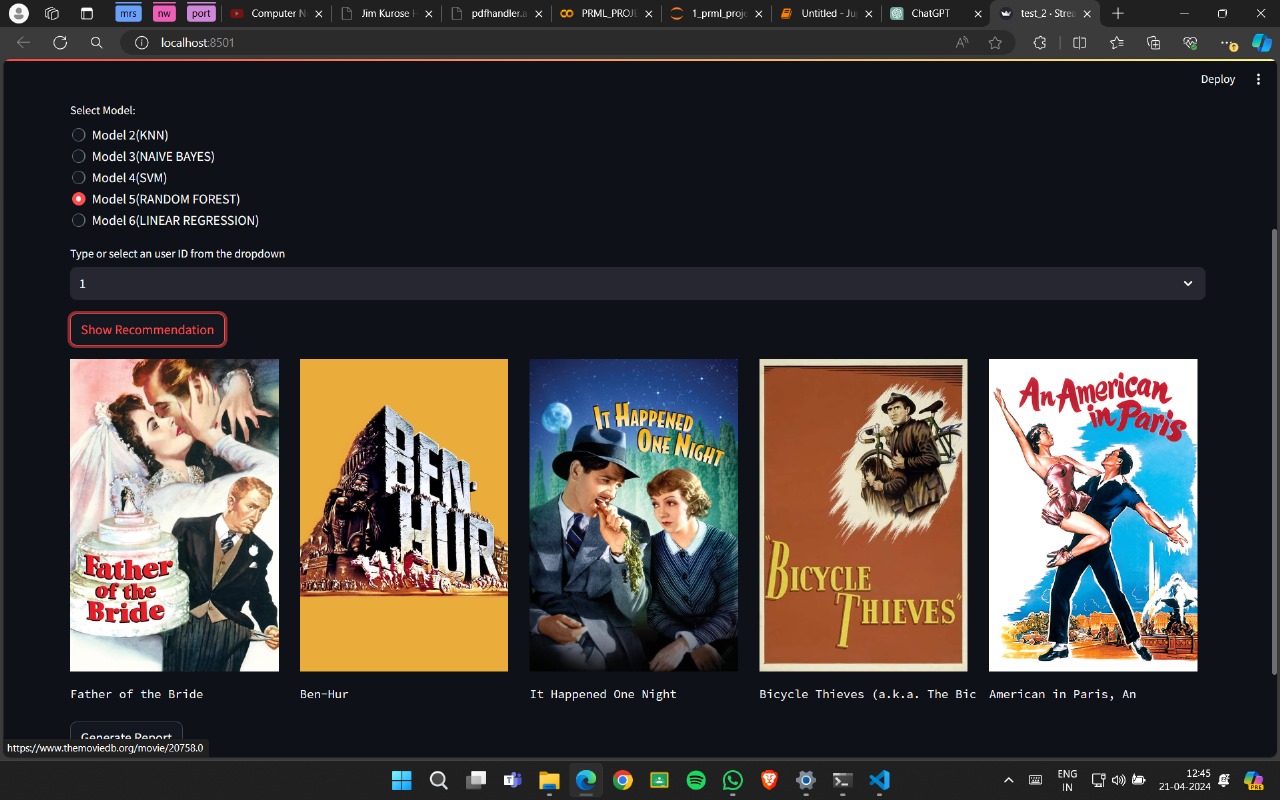 mrs
nw
port
Computer N
Jim Kurose H
pdfhandler.a
PRML_PROJE
1_prml_proje
Untitled - Ju
ChatGPT
test_2 · Strea
localhost:8501
Deploy
Select Model:
Model 2(KNN)
Model 3(NAIVE BAYES)
Model 4(SVM)
Model 5(RANDOM FOREST)
Model 6(LINEAR REGRESSION)
Type or select an user ID from the dropdown
1
Show Recommendation
Father
of the
Bride
BEN-
HUR
IT HAPPENED
ONE NIGHT
"BICYCLE
THIEVES"
An American
in Paris
Father of the Bride
Ben-Hur
It Happened One Night
Bicycle Thieves (a.k.a. The Bic
American in Paris, An
Generate Report
https://www.themoviedb.org/movie/20758.0
ENG
IN
12:45
21-04-2024